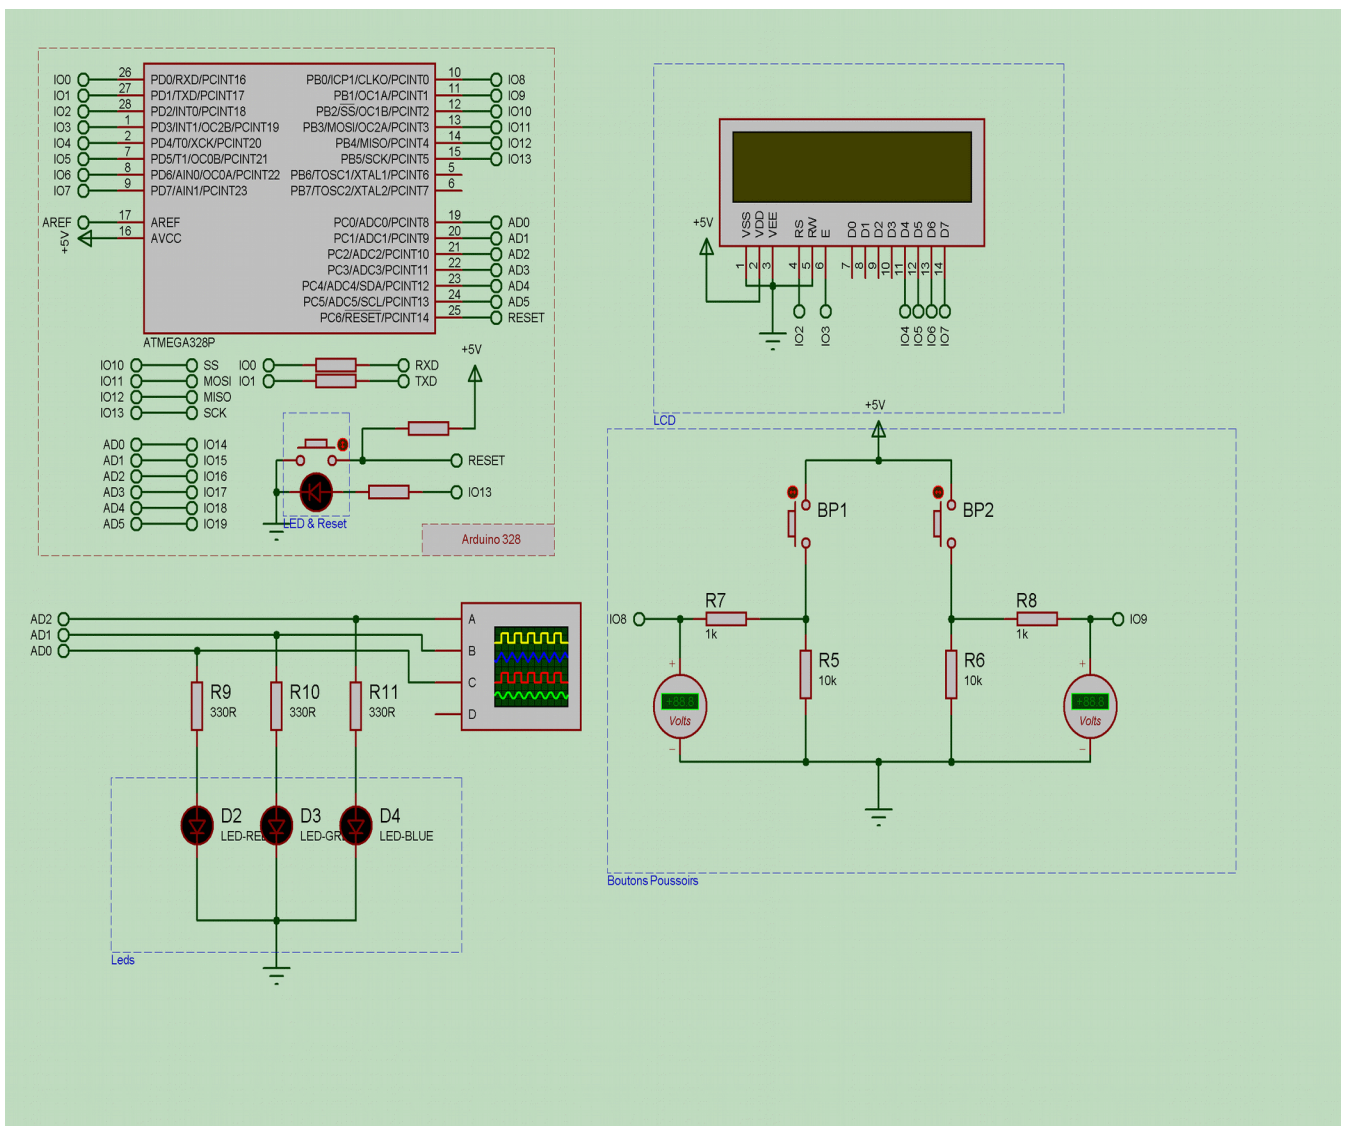 IO0 26 PD0/RXD/PCINT16 PB0/ICP1/CLKO/PCINT0 10 IO8
IO1 27 PD1/TXD/PCINT17 PB1/OC1A/PCINT1 11 IO9
IO2 28 PD2/INT0/PCINT18 PB2/SS/OC1B/PCINT2 12 IO10
IO3 1 PD3/INT1/OC2B/PCINT19 PB3/MOSI/OC2A/PCINT3 13 IO11
IO4 2 PD4/T0/XCK/PCINT20 PB4/MISO/PCINT4 14 IO12
IO5 7 PD5/T1/OC0B/PCINT21 PB5/SCK/PCINT5 15 IO13
IO6 8 PD6/AIN0/OC0A/PCINT22 PB6/TOSC1/XTAL1/PCINT6 5
IO7 9 PD7/AIN1/PCINT23 PB7/TOSC2/XTAL2/PCINT7 6
AREF 17 AREF PC0/ADC0/PCINT8 19 AD0
+5V 16 AVCC PC1/ADC1/PCINT9 20 AD1
PC2/ADC2/PCINT10 21 AD2
PC3/ADC3/PCINT11 22 AD3
PC4/ADC4/SDA/PCINT12 23 AD4
PC5/ADC5/SCL/PCINT13 24 AD5
PC6/RESET/PCINT14 25 RESET
ATMEGA328P
IO10 SS
IO11 MOSI
IO12 MISO
IO13 SCK
IO0 RXD
IO1 TXD
+5V
AD0 IO14
AD1 IO15
AD2 IO16
AD3 IO17
AD4 IO18
AD5 IO19
RESET
IO13
LED & Reset
Arduino 328
+5V
VSS VDD VEE RS RW E D0 D1 D2 D3 D4 D5 D6 D7
1 2 3 4 5 6 7 8 9 10 11 12 13 14
IO2 IO3 IO4 IO5 IO6 IO7
LCD
+5V
BP1 BP2
IO8 R7 1k
R8 1k IO9
R5 10k
R6 10k
+ +88.8 Volts -
+ +88.8 Volts -
Boutons Poussoirs
AD2
AD1
AD0
A
B
C
D
R9 330R
R10 330R
R11 330R
D2 D3 D4
LED-RE LED-GR LED-BLUE
Leds